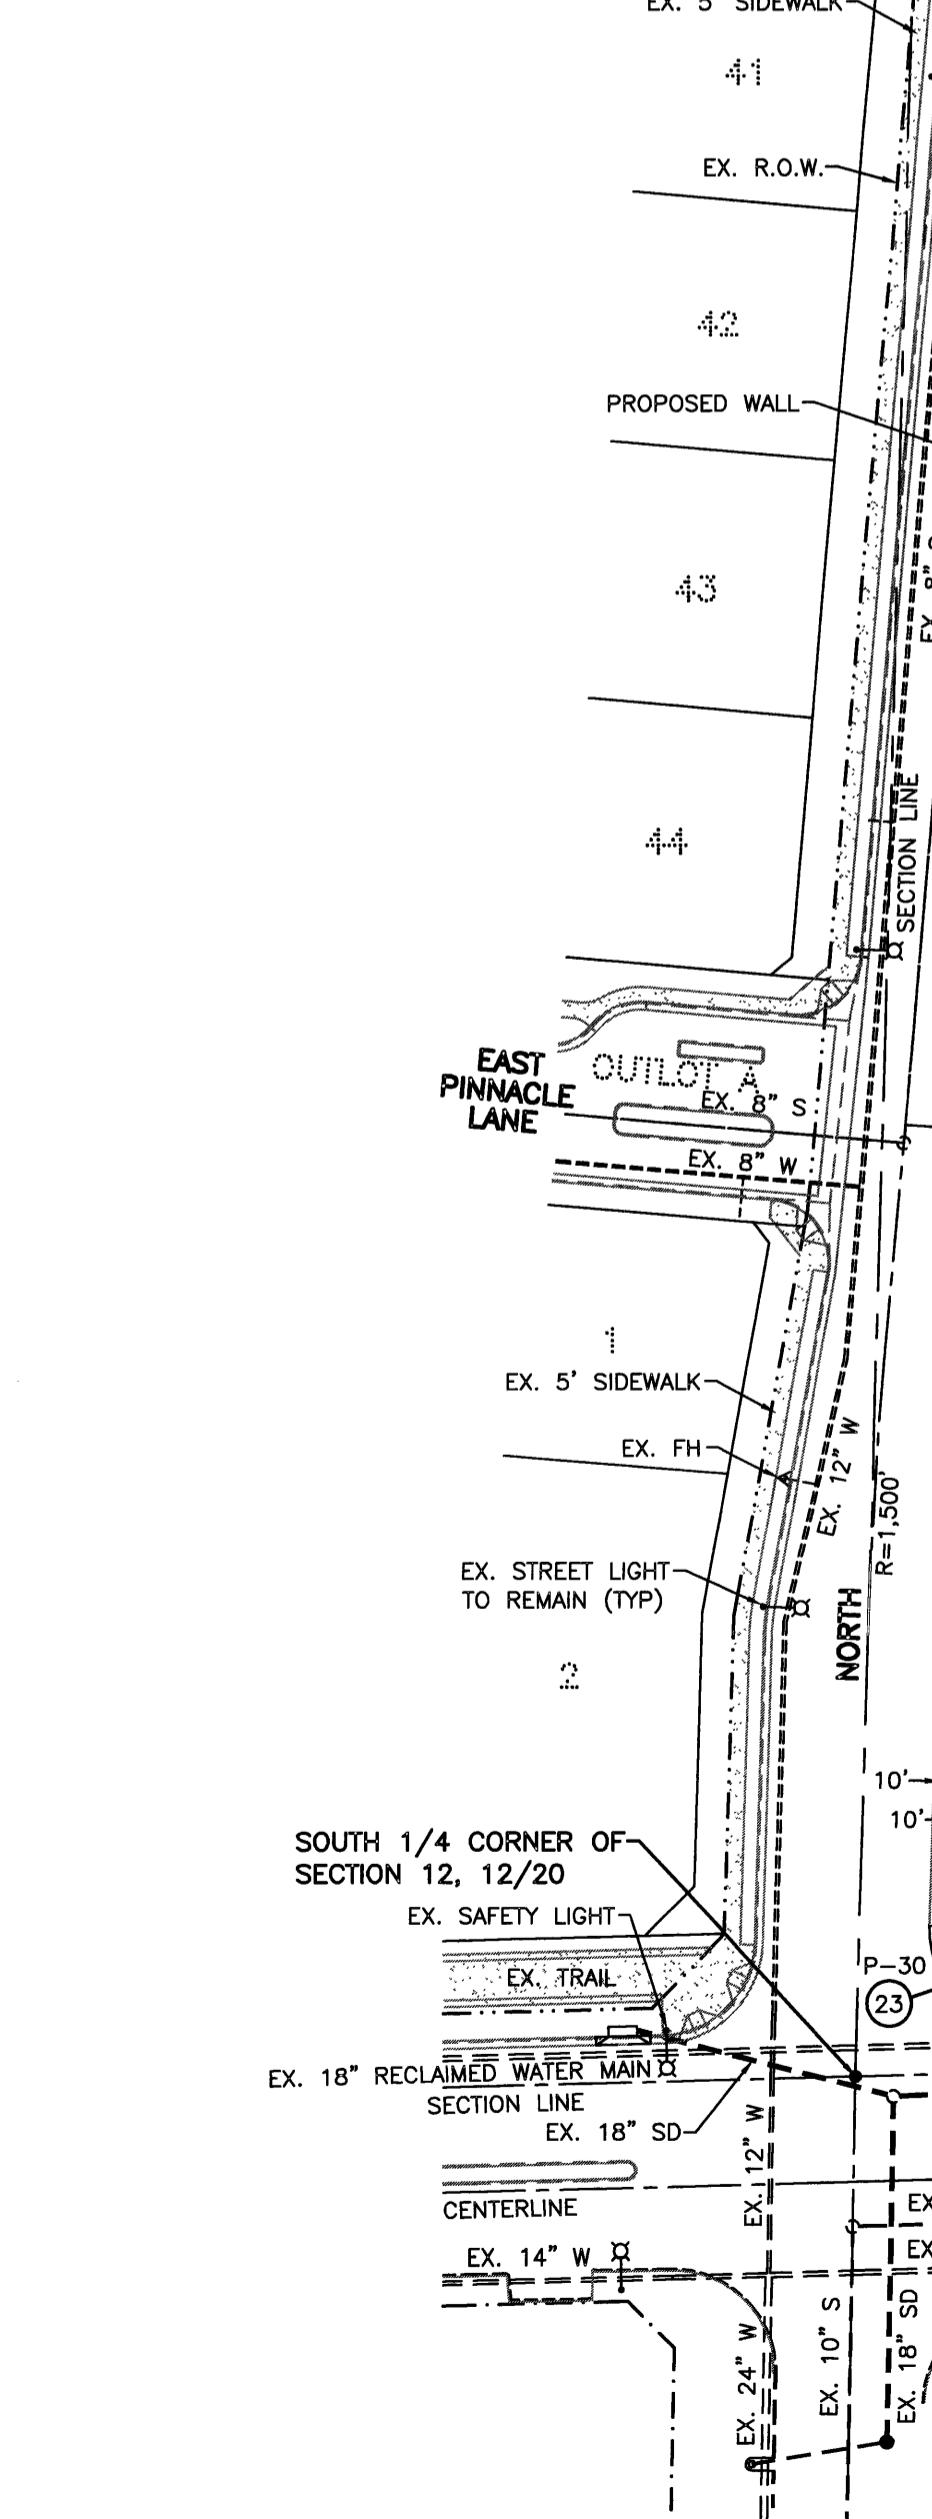 EX. 5' SIDEWALK
41
EX. R.O.W.
42
PROPOSED WALL
43
EX. 8"
SECTION LINE
44
EAST
PINNACLE
LANE
OUTLOT A
EX. 8" S
EX. 8" W
1
EX. 5' SIDEWALK
EX. FH
EX. 12" W
R=1,500'
EX. STREET LIGHT
TO REMAIN (TYP)
NORTH
2
10'
10'
SOUTH 1/4 CORNER OF
SECTION 12, 12/20
EX. SAFETY LIGHT
P-30
23
EX. TRAIL
EX. 18" RECLAIMED WATER MAIN
SECTION LINE
EX. 18" SD
EX. 12" W
CENTERLINE
EX
EX
EX. 14" W
EX. 24" W
EX. 10" S
EX. 18" SD